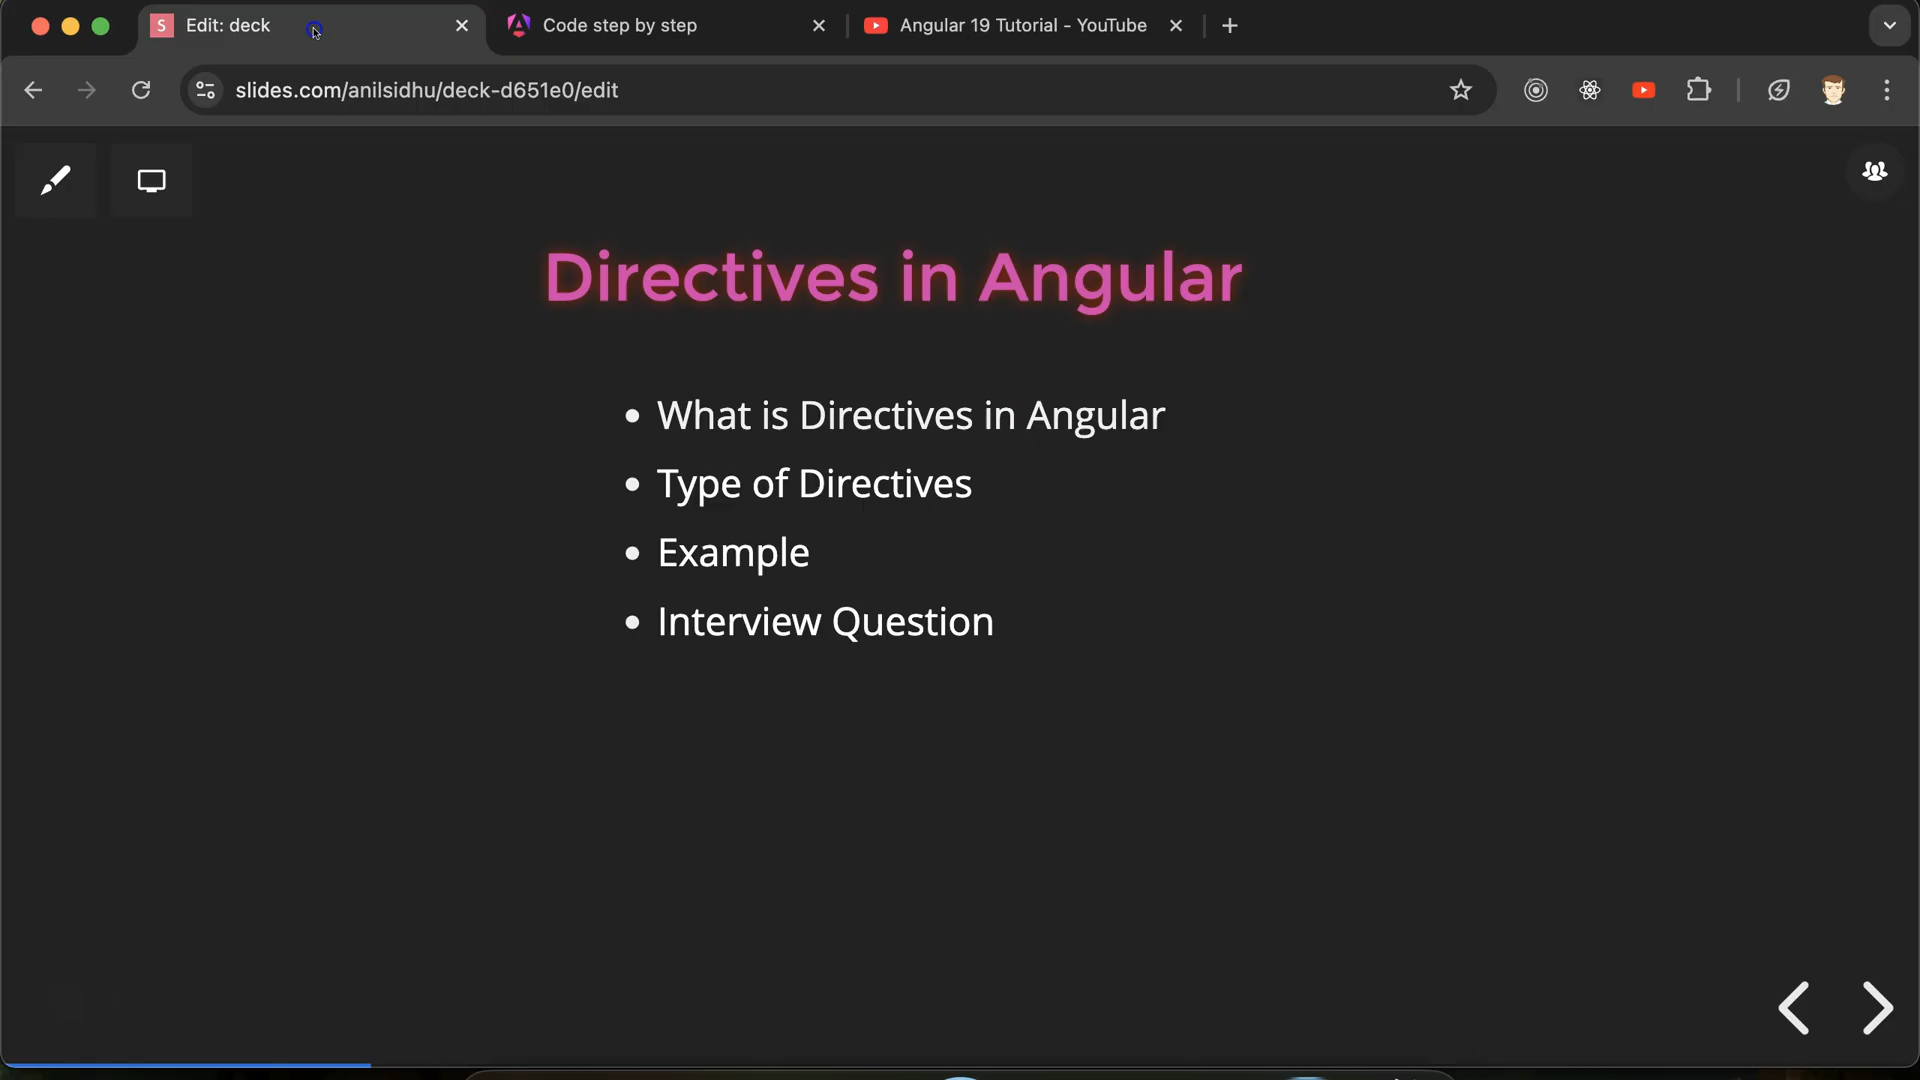 S Edit: deck
Code step by step
Angular 19 Tutorial - YouTube
slides.com/anilsidhu/deck-d651e0/edit
Directives in Angular
• What is Directives in Angular
• Type of Directives
• Example
• Interview Question